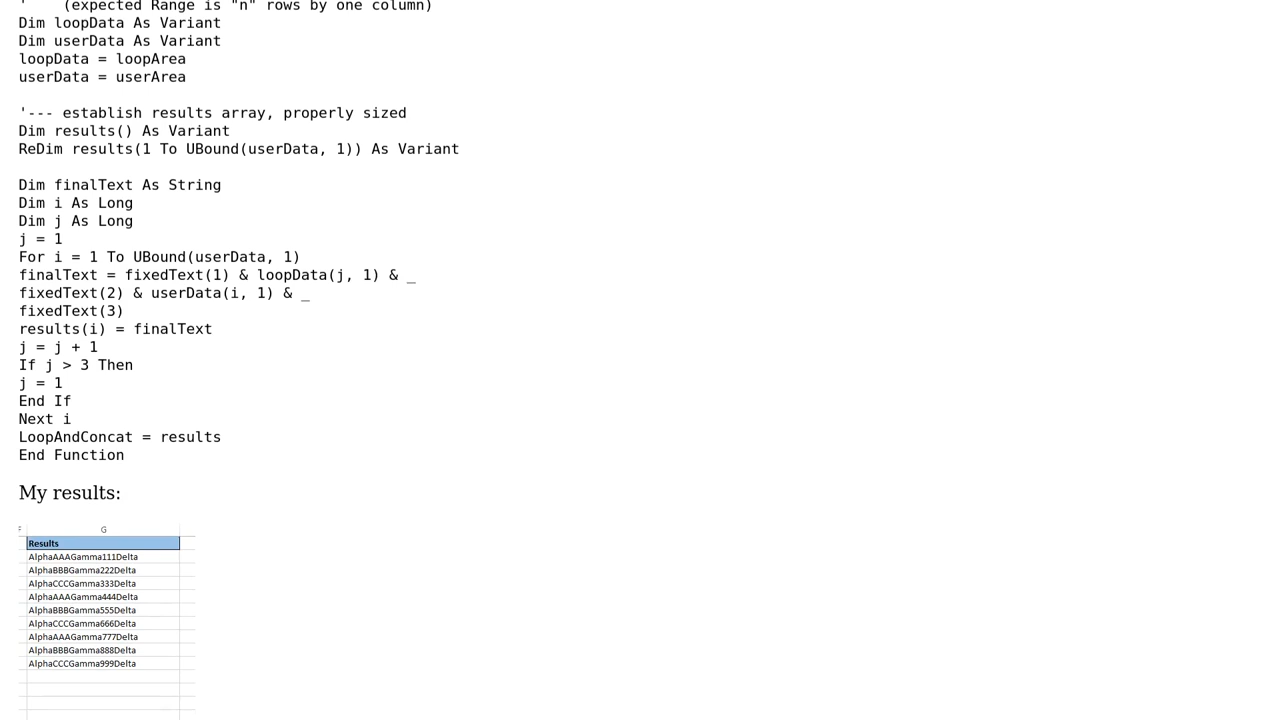 '    (expected Range is "n" rows by one column)
Dim loopData As Variant
Dim userData As Variant
loopData = loopArea
userData = userArea
'--- establish results array, properly sized
Dim results() As Variant
ReDim results(1 To UBound(userData, 1)) As Variant
Dim finalText As String
Dim i As Long
Dim j As Long
j = 1
For i = 1 To UBound(userData, 1)
finalText = fixedText(1) & loopData(j, 1) & _
fixedText(2) & userData(i, 1) & _
fixedText(3)
results(i) = finalText
j = j + 1
If j > 3 Then
j = 1
End If
Next i
LoopAndConcat = results
End Function
My results:
F G
Results
AlphaAAAGamma111Delta
AlphaBBBGamma222Delta
AlphaCCCGamma333Delta
AlphaAAAGamma444Delta
AlphaBBBGamma555Delta
AlphaCCCGamma666Delta
AlphaAAAGamma777Delta
AlphaBBBGamma888Delta
AlphaCCCGamma999Delta